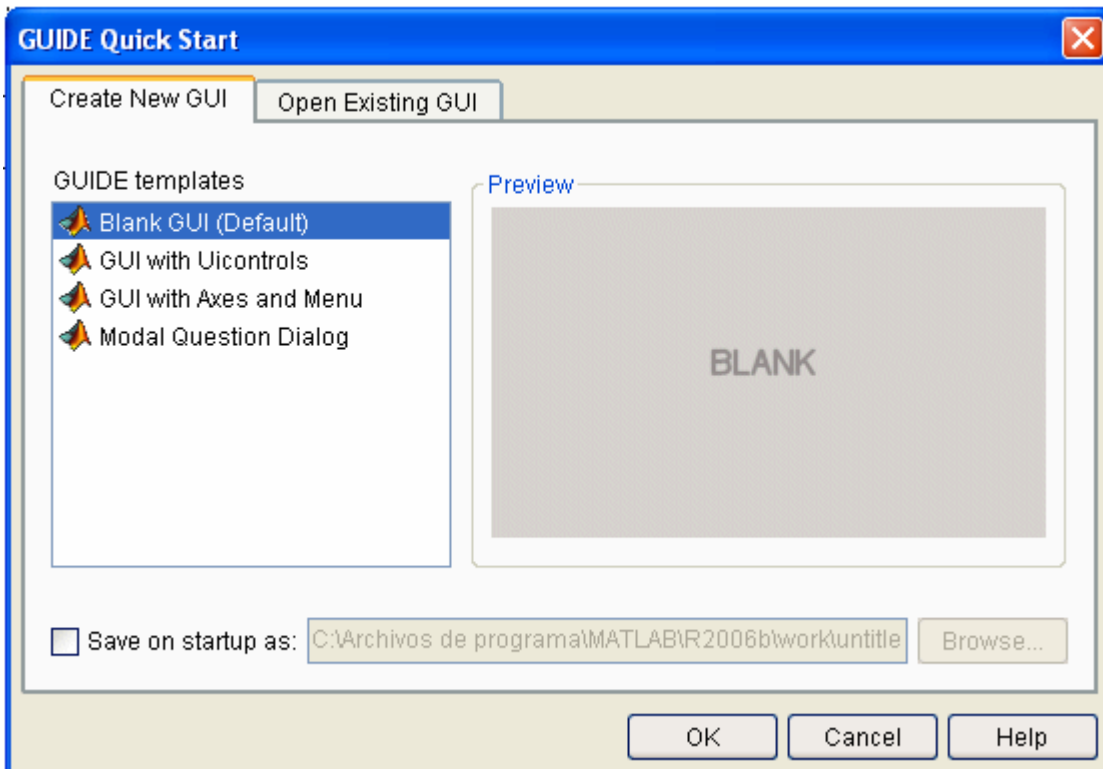 GUIDE Quick Start
Create New GUI
Open Existing GUI
GUIDE templates
Blank GUI (Default)
GUI with Uicontrols
GUI with Axes and Menu
Modal Question Dialog
Preview
BLANK
Save on startup as:
C:\Archivos de programa\MATLAB\R2006b\work\untitle
Browse...
OK
Cancel
Help